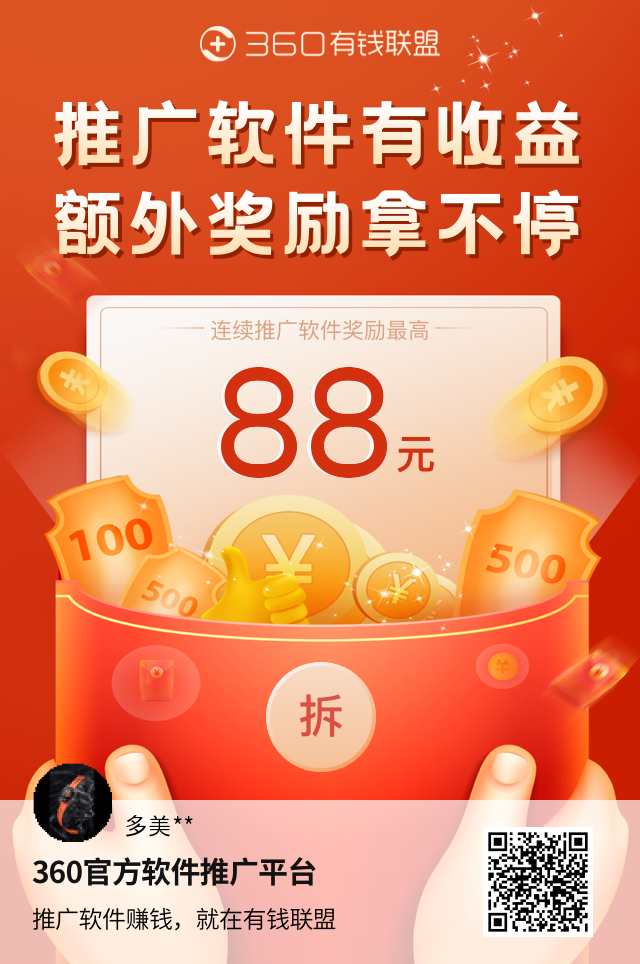 360有钱联盟
推广软件有收益
额外奖励拿不停
连续推广软件奖励最高
88元
¥
100
500
500
拆
多美**
360官方软件推广平台
推广软件赚钱，就在有钱联盟